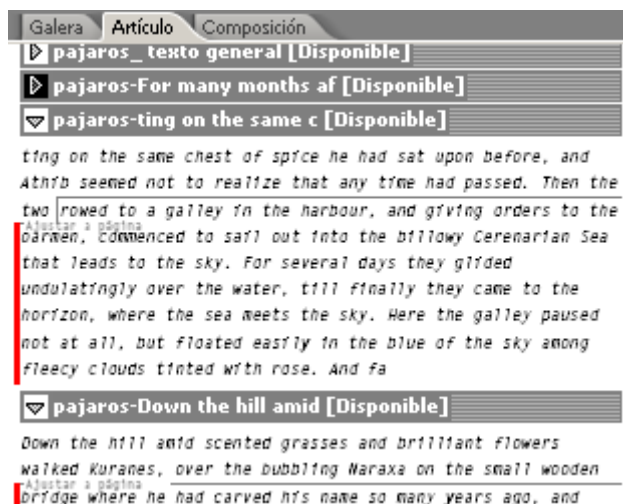 Galera Artículo Composición
pajaros_ texto general [Disponible]
pajaros-For many months af [Disponible]
pajaros-ting on the same c [Disponible]
ting on the same chest of spice he had sat upon before, and
Athib seemed not to realize that any time had passed. Then the
two rowed to a galley in the harbour, and giving orders to the
Ajustar a página
oarmen, commenced to sail out into the billowy Cerenarian Sea
that leads to the sky. For several days they glided
undulatingly over the water, till finally they came to the
horizon, where the sea meets the sky. Here the galley paused
not at all, but floated easily in the blue of the sky among
fleecy clouds tinted with rose. And fa
pajaros-Down the hill amid [Disponible]
Down the hill amid scented grasses and brilliant flowers
walked Kuranes, over the bubbling Naraxa on the small wooden
Ajustar a página
bridge where he had carved his name so many years ago, and